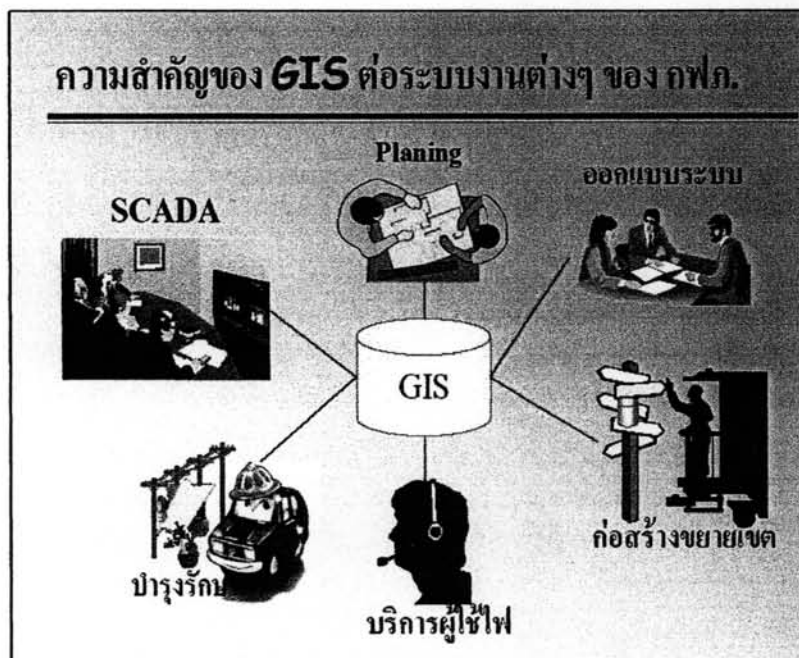 ความสำคัญของ GIS ต่อระบบงานต่างๆ ของ กฟภ.
Planing
ออกแบบระบบ
SCADA
GIS
ก่อสร้างขยายเขต
บำรุงรักษ
บริการผู้ใช้ไฟ